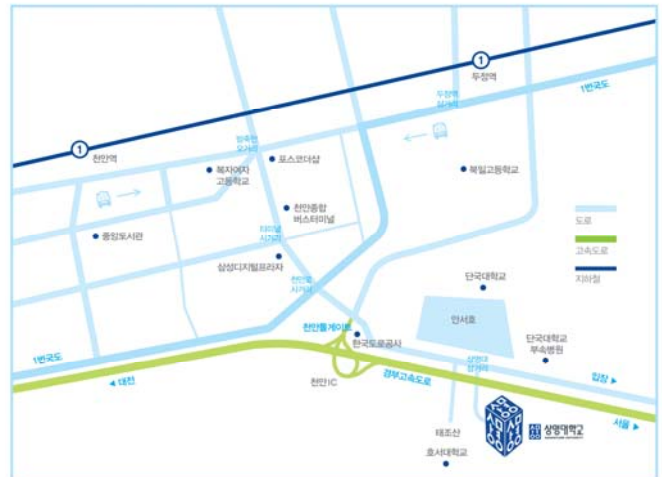 1
두정역
1번국도
두정역
삼거리
1
천안역
방죽안
오거리
포스코더샵
복자여자
고등학교
북일고등학교
천안종합
버스터미널
중앙도서관
터미널
사거리
삼성디지털프라자
도로
고속도로
지하철
천안로
사거리
단국대학교
안서호
천안톨게이트
한국도로공사
단국대학교
부속병원
1번국도
상명대
삼거리
◀ 대전
천안IC
경부고속도로
입장 ▶
서울 ▶
태조산
호서대학교
상명대학교